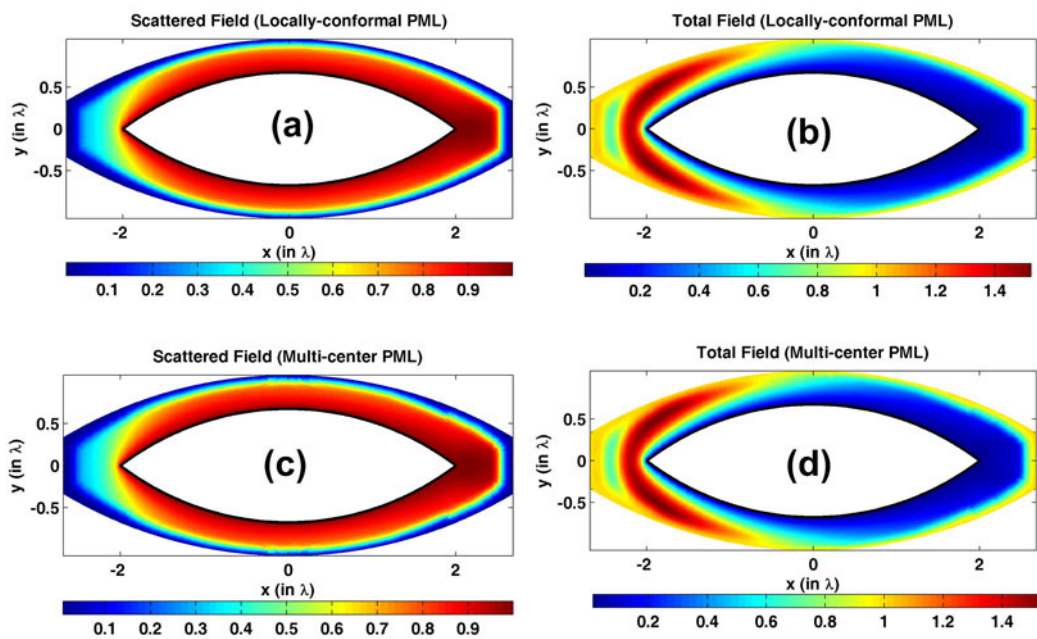 Scattered Field (Locally-conformal PML)
y (in λ)
0.5
0
-0.5
(a)
-2
0
2
x (in λ)
0.1 0.2 0.3 0.4 0.5 0.6 0.7 0.8 0.9
Total Field (Locally-conformal PML)
y (in λ)
0.5
0
-0.5
(b)
-2
0
2
x (in λ)
0.2 0.4 0.6 0.8 1 1.2 1.4
Scattered Field (Multi-center PML)
y (in λ)
0.5
0
-0.5
(c)
-2
0
2
x (in λ)
0.1 0.2 0.3 0.4 0.5 0.6 0.7 0.8 0.9
Total Field (Multi-center PML)
y (in λ)
0.5
0
-0.5
(d)
-2
0
2
x (in λ)
0.2 0.4 0.6 0.8 1 1.2 1.4